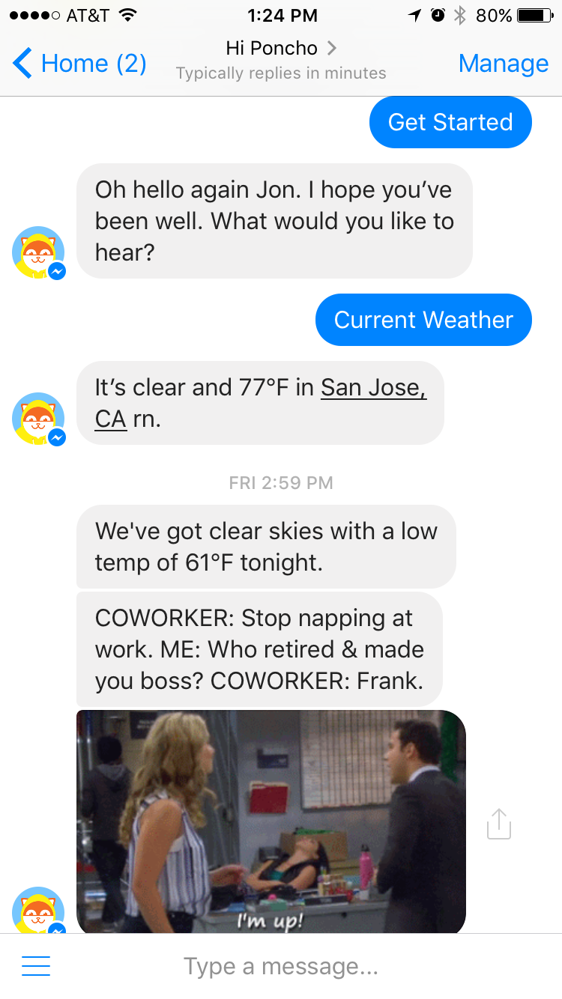 AT&T 1:24 PM 80%
Home (2) Hi Poncho Manage
Typically replies in minutes
Get Started
Oh hello again Jon. I hope you’ve
been well. What would you like to
hear?
Current Weather
It’s clear and 77°F in San Jose,
CA rn.
FRI 2:59 PM
We've got clear skies with a low
temp of 61°F tonight.
COWORKER: Stop napping at
work. ME: Who retired & made
you boss? COWORKER: Frank.
I'm up!
Type a message...